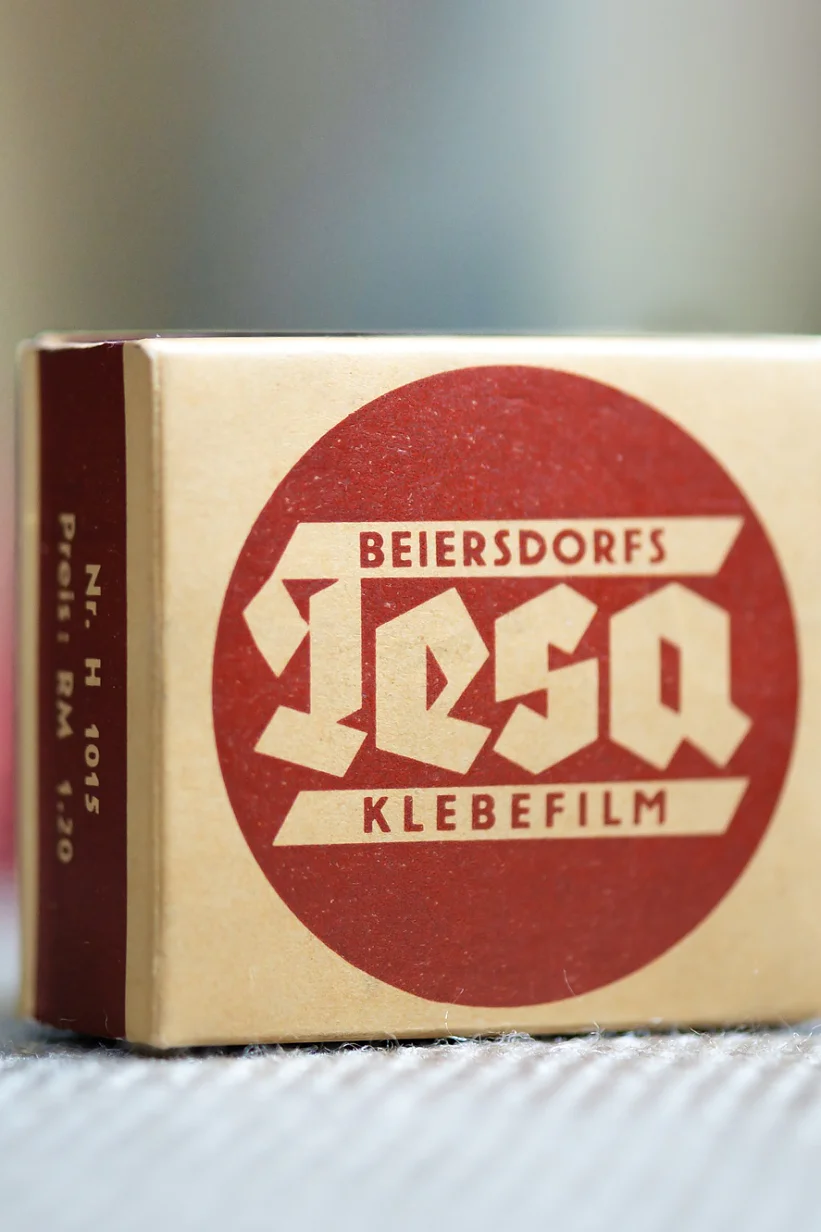 BEIERSDORFS
Tesa
KLEBEFILM
Nr. H 1015
Preis: RM 1.20